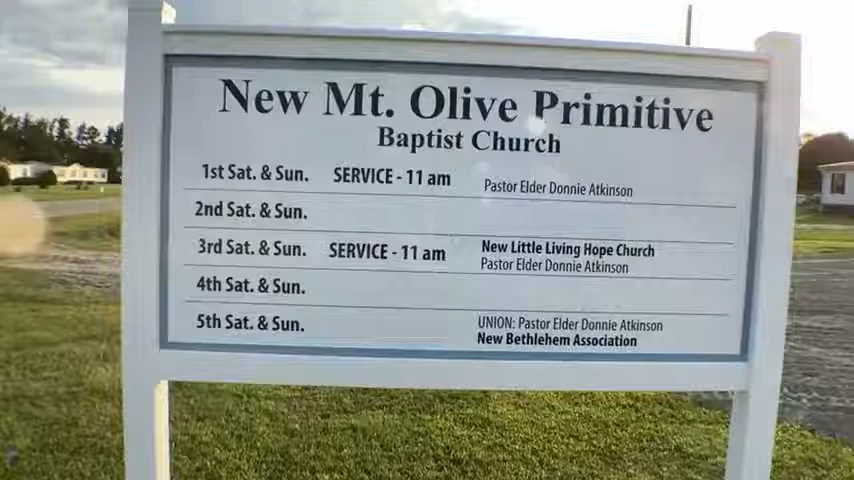 New Mt. Olive Primitive
Baptist Church
1st Sat. & Sun. SERVICE - 11 am Pastor Elder Donnie Atkinson
2nd Sat. & Sun.
3rd Sat. & Sun. SERVICE - 11 am New Little Living Hope Church
Pastor Elder Donnie Atkinson
4th Sat. & Sun.
5th Sat. & Sun. UNION: Pastor Elder Donnie Atkinson
New Bethlehem Association